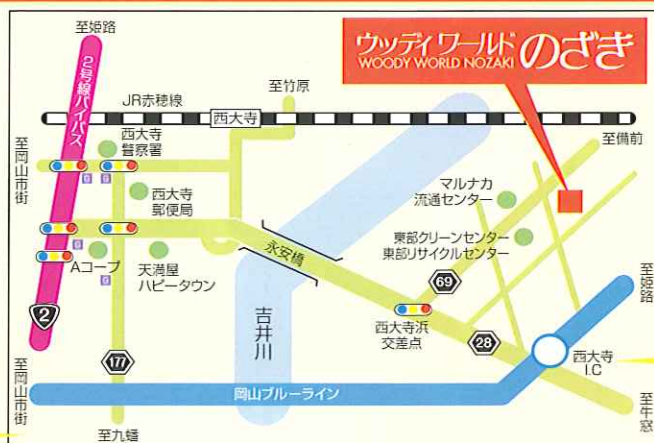 至姫路
ウッディワールド のざき
WOODY WORLD NOZAKI
2号線バイパス
JR赤穂線
至竹原
西大寺
至備前
至岡山市街
西大寺
警察署
西大寺
郵便局
マルナカ
流通センター
東部クリーンセンター
東部リサイクルセンター
Aコープ
天満屋
ハピータウン
永安橋
69
至姫路
2
吉井川
西大寺浜
交差点
28
西大寺
I.C
177
至岡山市街
岡山ブルーライン
至牛窓
至九蟠